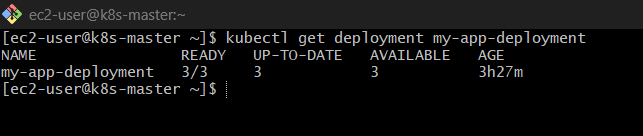 ec2-user@k8s-master:~
[ec2-user@k8s-master ~]$ kubectl get deployment my-app-deployment
NAME                READY   UP-TO-DATE   AVAILABLE   AGE
my-app-deployment   3/3     3            3           3h27m
[ec2-user@k8s-master ~]$